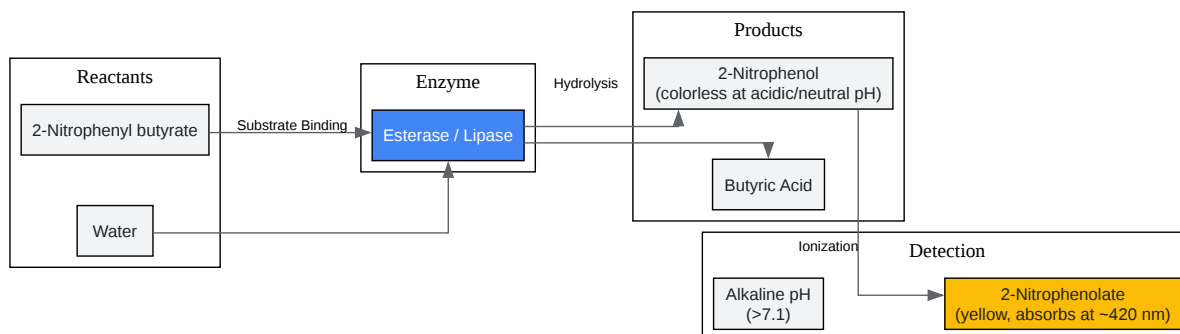 Reactants
2-Nitrophenyl butyrate
Water
Substrate Binding
Enzyme
Esterase / Lipase
Hydrolysis
Products
2-Nitrophenol
(colorless at acidic/neutral pH)
Butyric Acid
Ionization
Detection
Alkaline pH
(>7.1)
2-Nitrophenolate
(yellow, absorbs at ~420 nm)